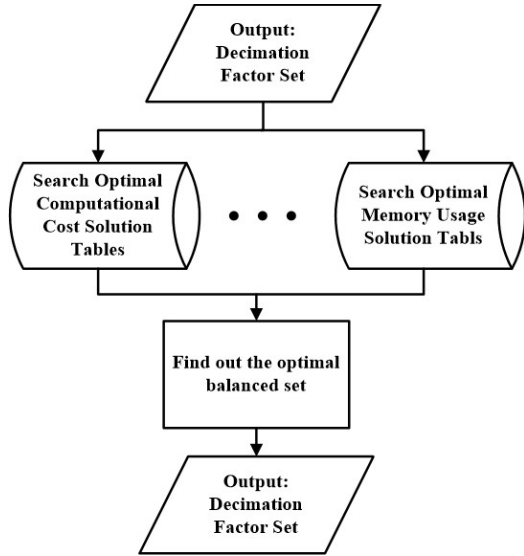 Output:
Decimation
Factor Set
Search Optimal
Computational
Cost Solution
Tables
Search Optimal
Memory Usage
Solution Tabls
Find out the optimal
balanced set
Output:
Decimation
Factor Set